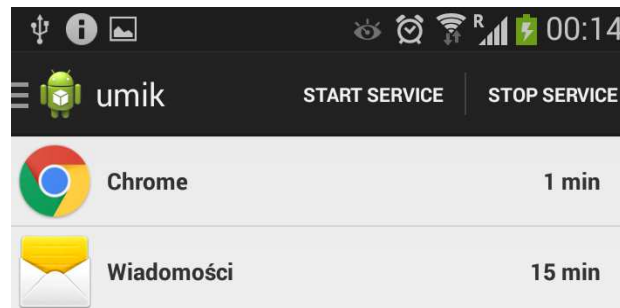 R 00:14
umik START SERVICE STOP SERVICE
Chrome 1 min
Wiadomości 15 min